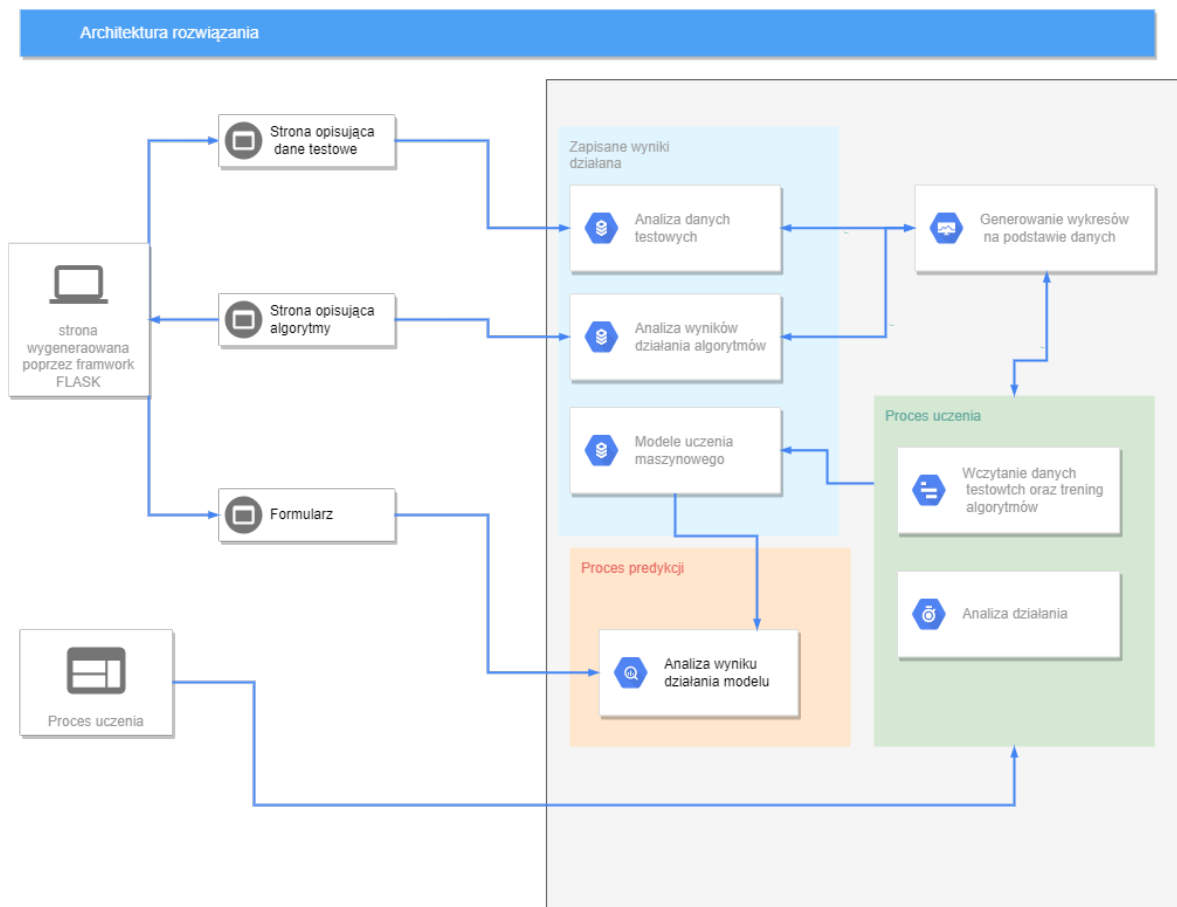 Architektura rozwiązania
Strona opisująca
dane testowe
Zapisane wyniki
działana
Analiza danych
testowych
Generowanie wykresów
na podstawie danych
strona
wygeneraowana
poprzez framwork
FLASK
Strona opisująca
algorytmy
Analiza wyników
działania algorytmów
Modele uczenia
maszynowego
Proces uczenia
Wczytanie danych
testowtch oraz trening
algorytmów
Formularz
Proces predykcji
Analiza działania
Analiza wyniku
działania modelu
Proces uczenia